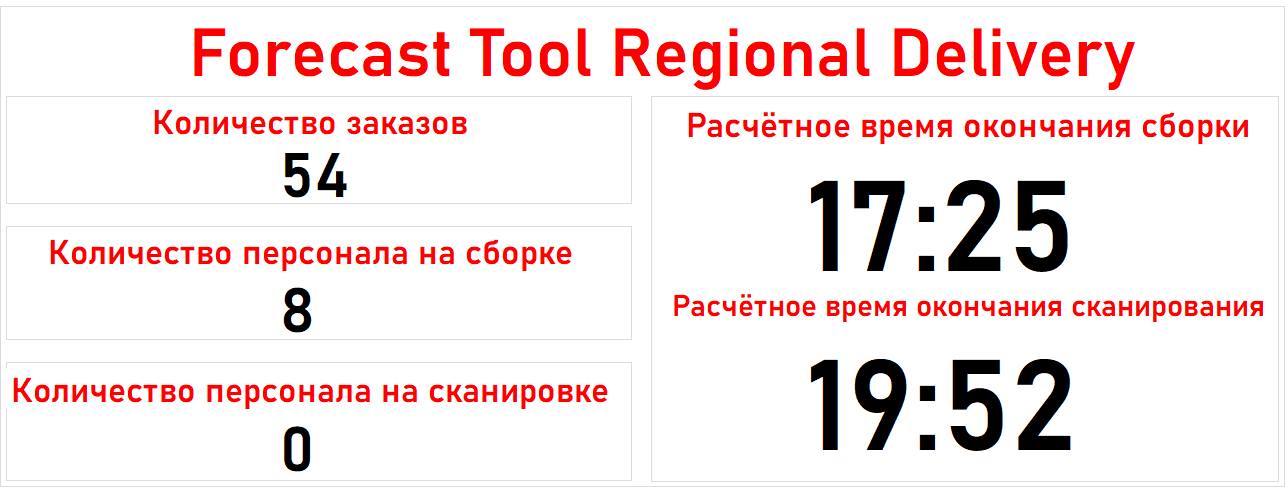 Forecast Tool Regional Delivery
Количество заказов
54
Количество персонала на сборке
8
Количество персонала на сканировке
0
Расчётное время окончания сборки
17:25
Расчётное время окончания сканирования
19:52